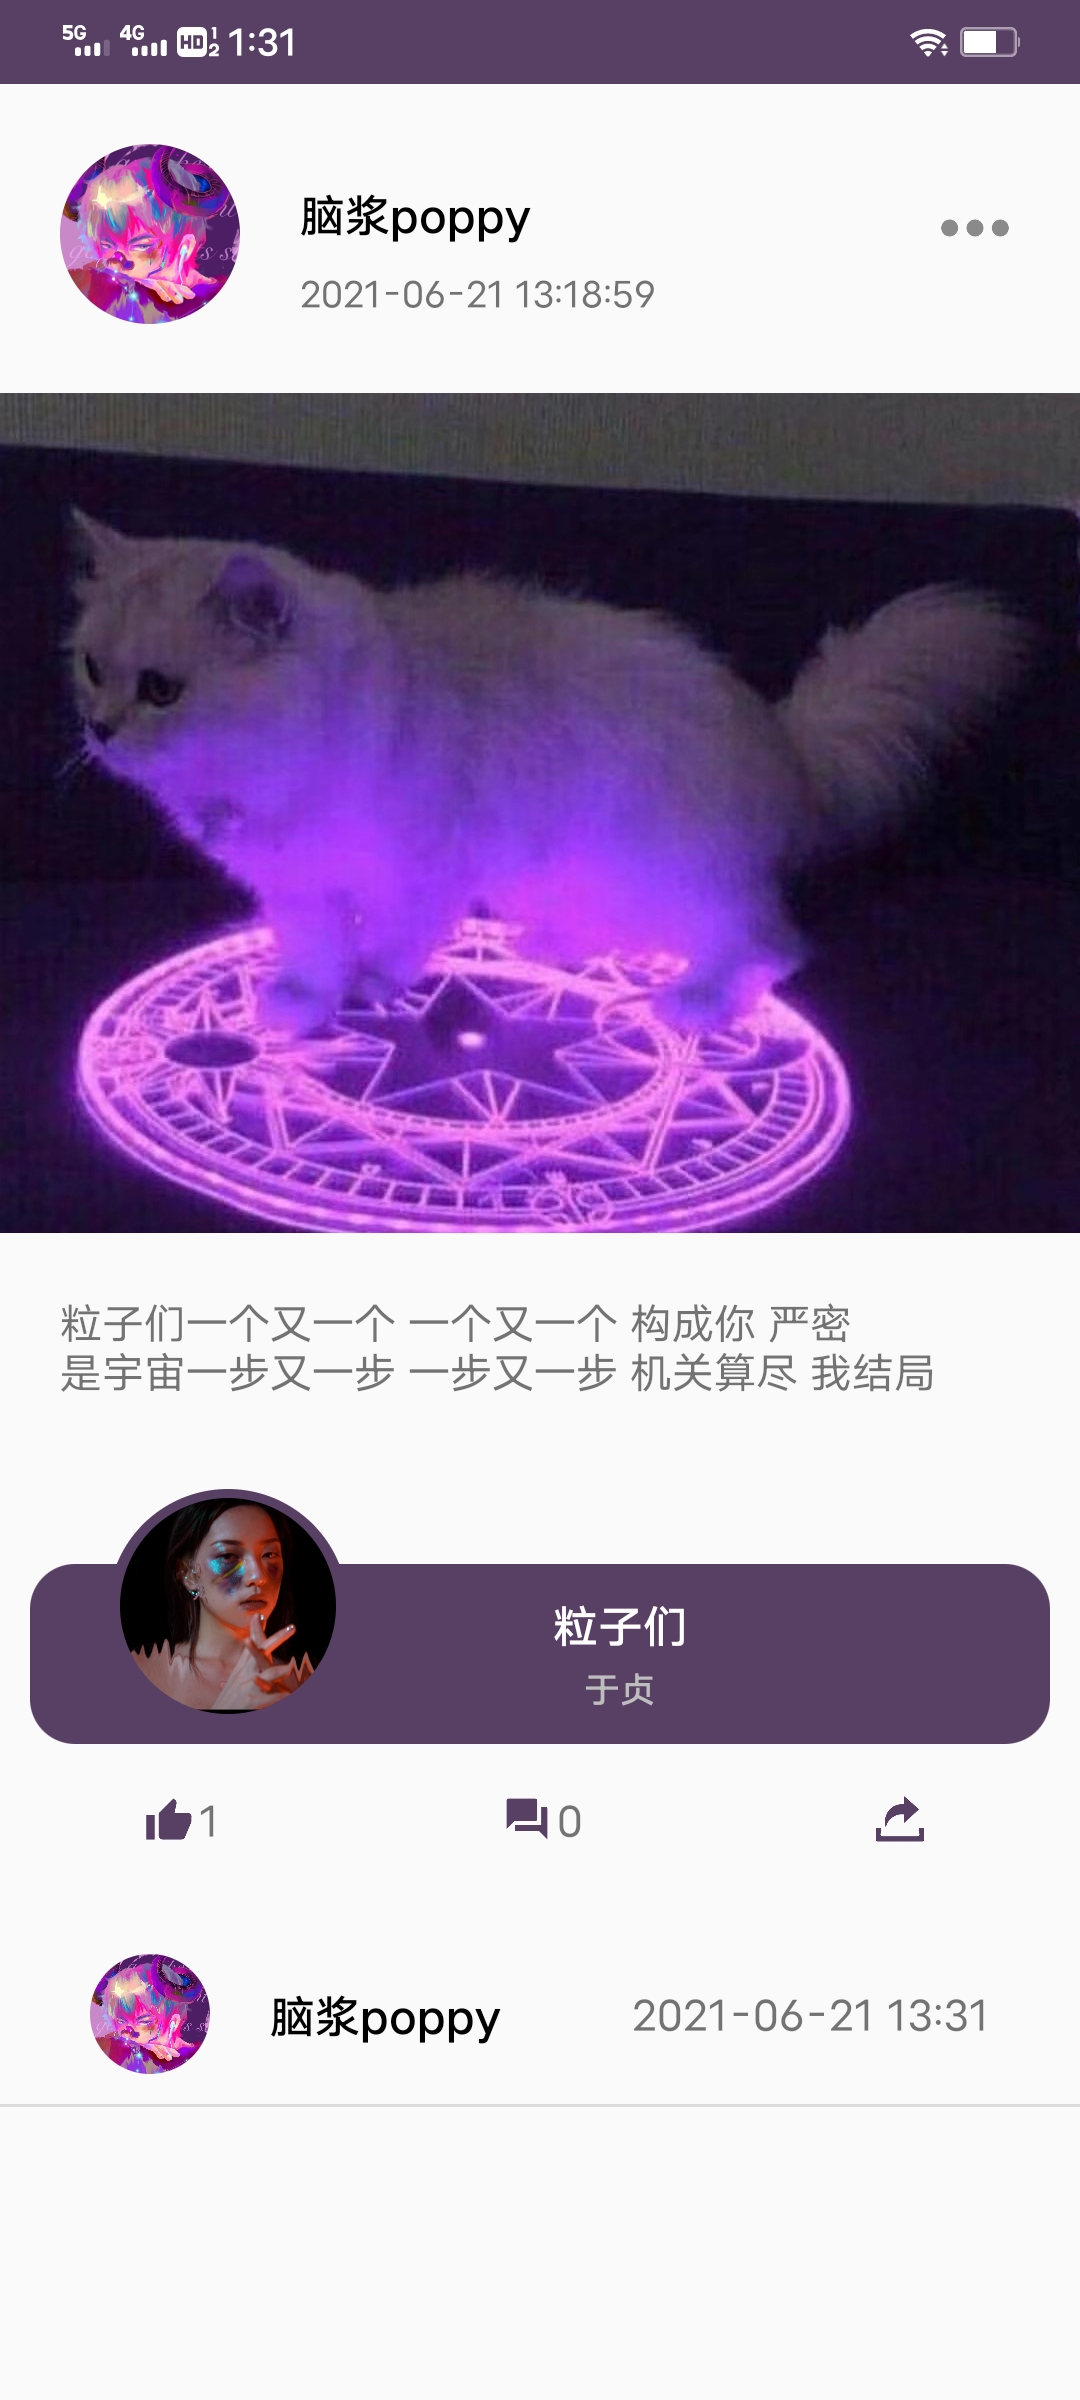 5G 4G HD 1 2 1:31
脑浆poppy
2021-06-21 13:18:59
粒子们一个又一个 一个又一个 构成你 严密
是宇宙一步又一步 一步又一步 机关算尽 我结局
粒子们
于贞
1 0
脑浆poppy 2021-06-21 13:31